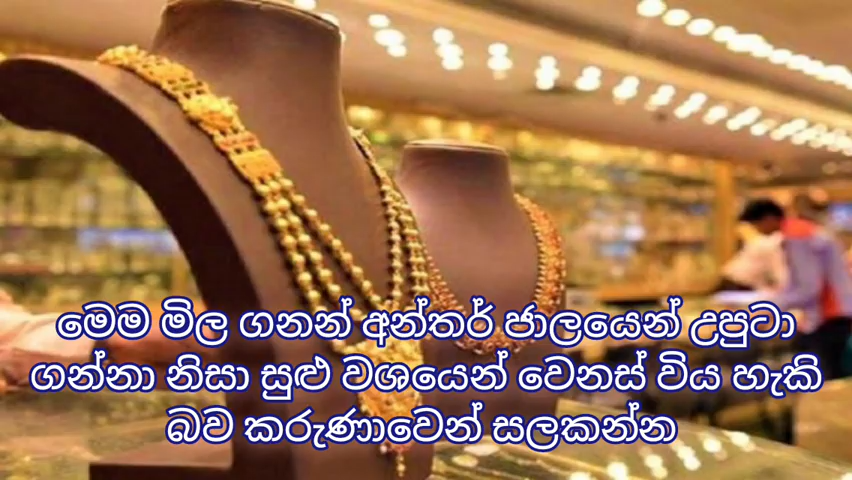 මෙම මිල ගනන් අන්තර් ජාලයෙන් උපුටා
ගන්නා නිසා සුළු වශයෙන් වෙනස් විය හැකි
බව කරුණාවෙන් සලකන්න